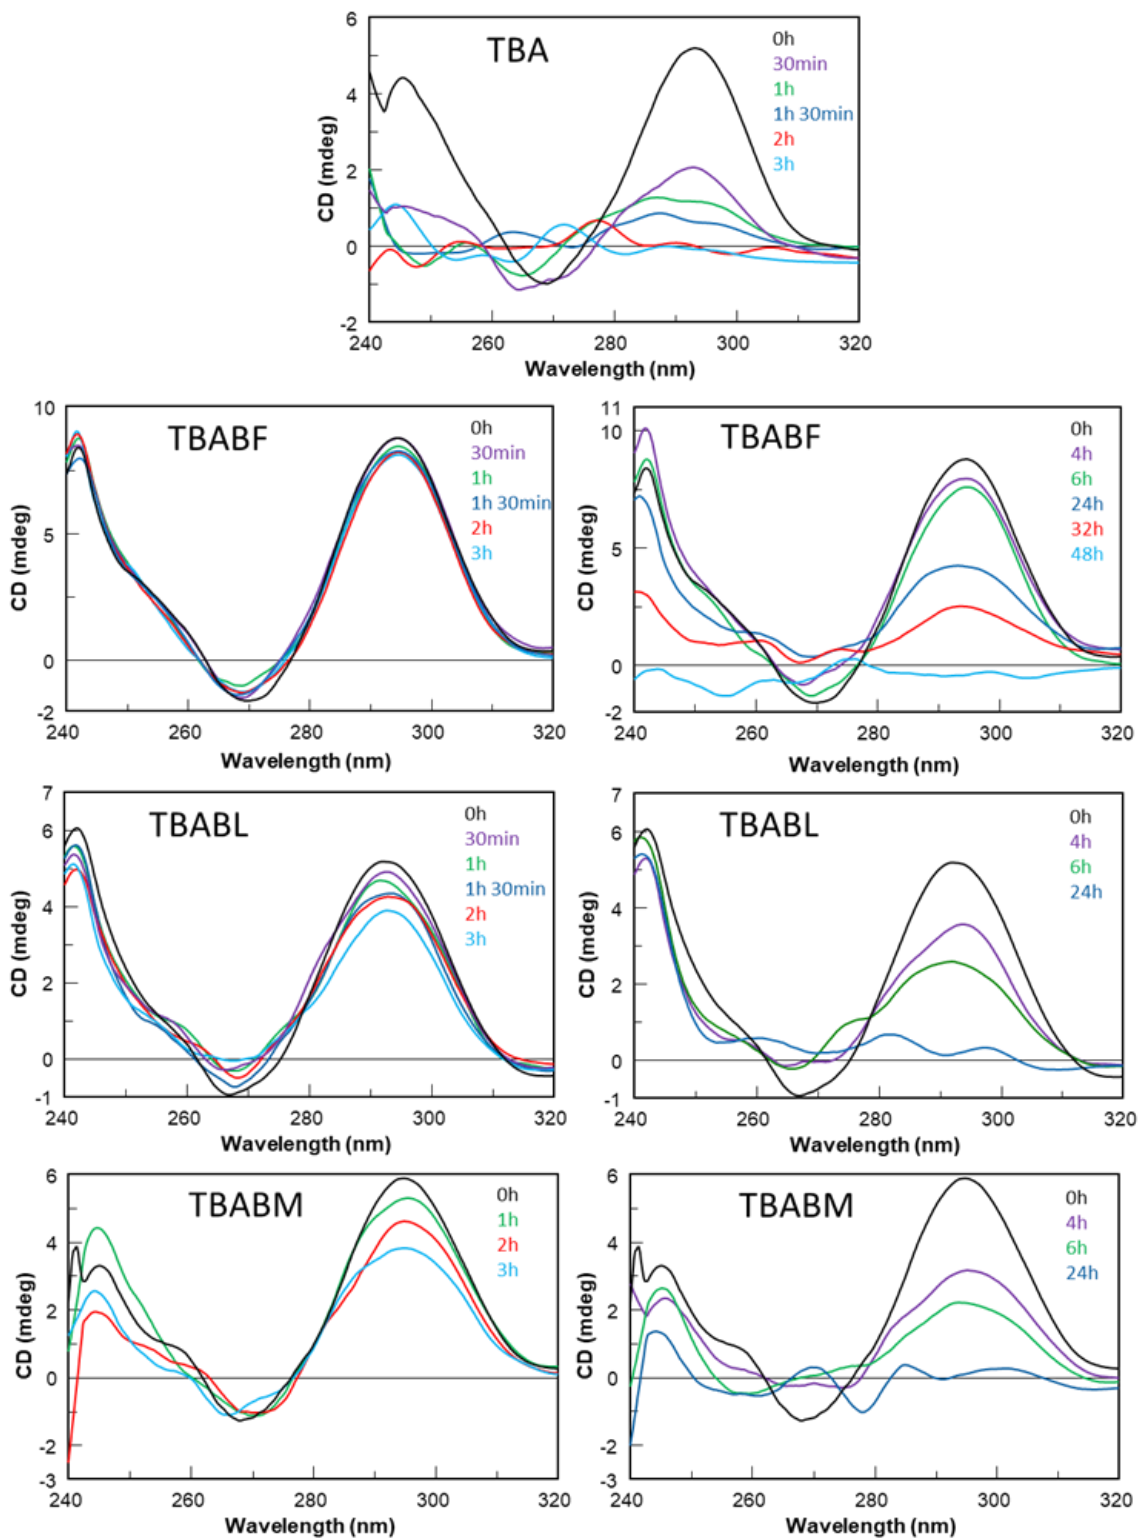 TBA
0h
30min
1h
1h 30min
2h
3h
6
4
2
0
-2
CD (mdeg)
240 260 280 300 320
Wavelength (nm)
TBABF
0h
30min
1h
1h 30min
2h
3h
10
5
0
-2
CD (mdeg)
240 260 280 300 320
Wavelength (nm)
TBABF
0h
4h
6h
24h
32h
48h
11
10
5
0
-2
CD (mdeg)
240 260 280 300 320
Wavelength (nm)
TBABL
0h
30min
1h
1h 30min
2h
3h
7
6
4
2
0
-1
CD (mdeg)
240 260 280 300 320
Wavelength (nm)
TBABL
0h
4h
6h
24h
7
6
4
2
0
-1
CD (mdeg)
240 260 280 300 320
Wavelength (nm)
TBABM
0h
1h
2h
3h
6
4
2
0
-2
-3
CD (mdeg)
240 260 280 300 320
Wavelength (nm)
TBABM
0h
4h
6h
24h
6
4
2
0
-2
-3
CD (mdeg)
240 260 280 300 320
Wavelength (nm)